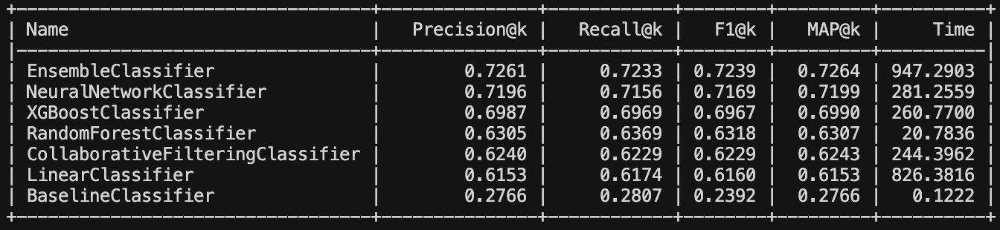 +----------------------------------+---------------+------------+--------+---------+----------+
| Name                             |   Precision@k |   Recall@k |   F1@k |   MAP@k |     Time |
|----------------------------------+---------------+------------+--------+---------+----------|
| EnsembleClassifier               |        0.7261 |     0.7233 | 0.7239 |  0.7264 | 947.2903 |
| NeuralNetworkClassifier          |        0.7196 |     0.7156 | 0.7169 |  0.7199 | 281.2559 |
| XGBoostClassifier                |        0.6987 |     0.6969 | 0.6967 |  0.6990 | 260.7700 |
| RandomForestClassifier           |        0.6305 |     0.6369 | 0.6318 |  0.6307 |  20.7836 |
| CollaborativeFilteringClassifier |        0.6240 |     0.6229 | 0.6229 |  0.6243 | 244.3962 |
| LinearClassifier                 |        0.6153 |     0.6174 | 0.6160 |  0.6153 | 826.3816 |
| BaselineClassifier               |        0.2766 |     0.2807 | 0.2392 |  0.2766 |   0.1222 |
+----------------------------------+---------------+------------+--------+---------+----------+